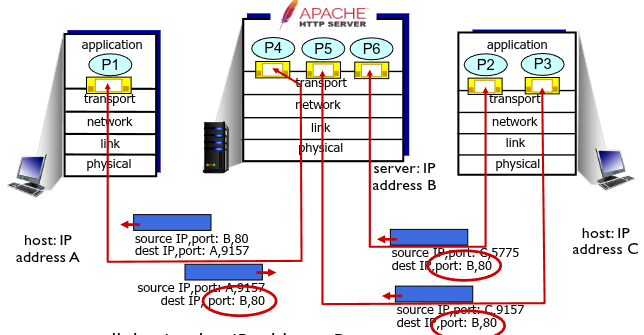 APACHE
HTTP SERVER
application
P1
transport
network
link
physical
P4
P5
P6
transport
network
link
physical
application
P2
P3
transport
network
link
physical
server: IP
address B
host: IP
address A
host: IP
address C
source IP,port: B,80
dest IP,port: A,9157
source IP,port: A,9157
dest IP,port: B,80
source IP,port: C,5775
dest IP,port: B,80
source IP,port: C,9157
dest IP,port: B,80